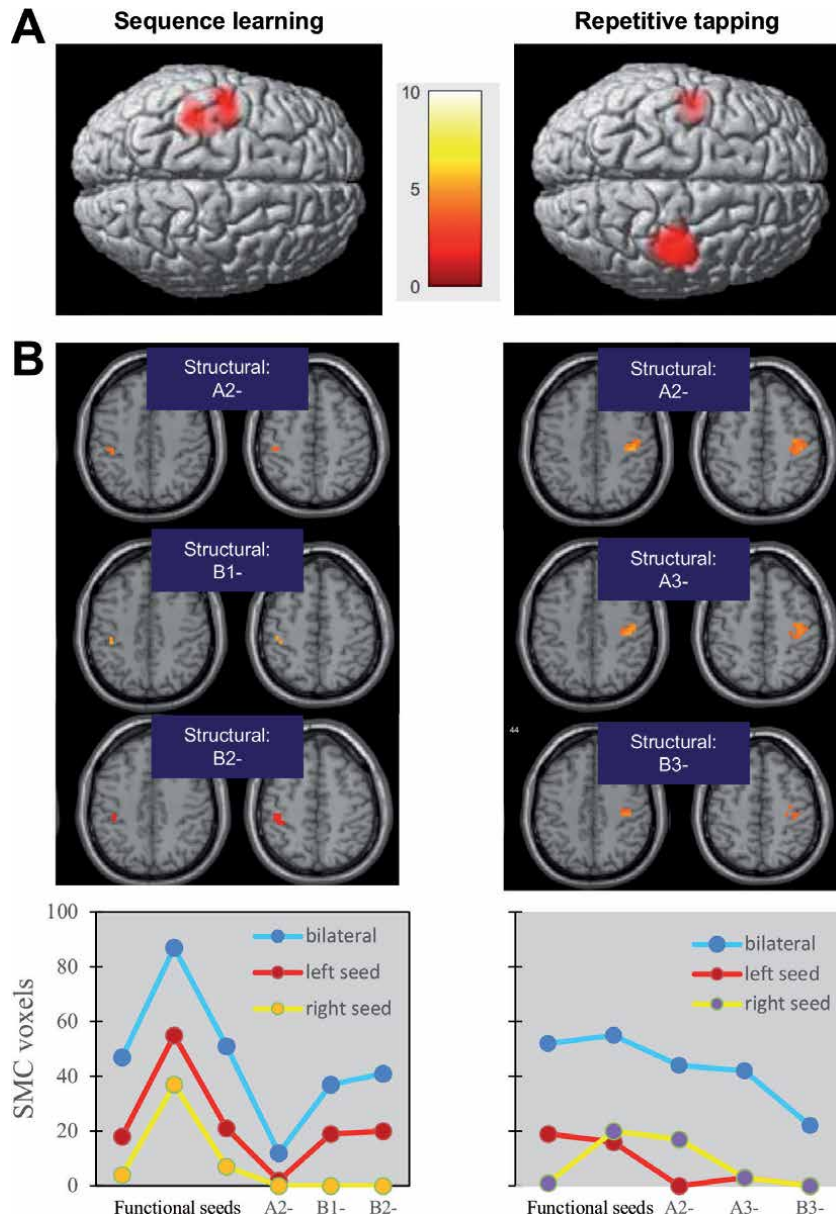 A
Sequence learning
Repetitive tapping
10
5
0
B
Structural:
A2-
Structural:
A2-
Structural:
B1-
Structural:
A3-
Structural:
B2-
44
Structural:
B3-
100
80
60
40
20
0
SMC voxels
bilateral
left seed
right seed
Functional seeds A2- B1- B2-
bilateral
left seed
right seed
Functional seeds A2- A3- B3-